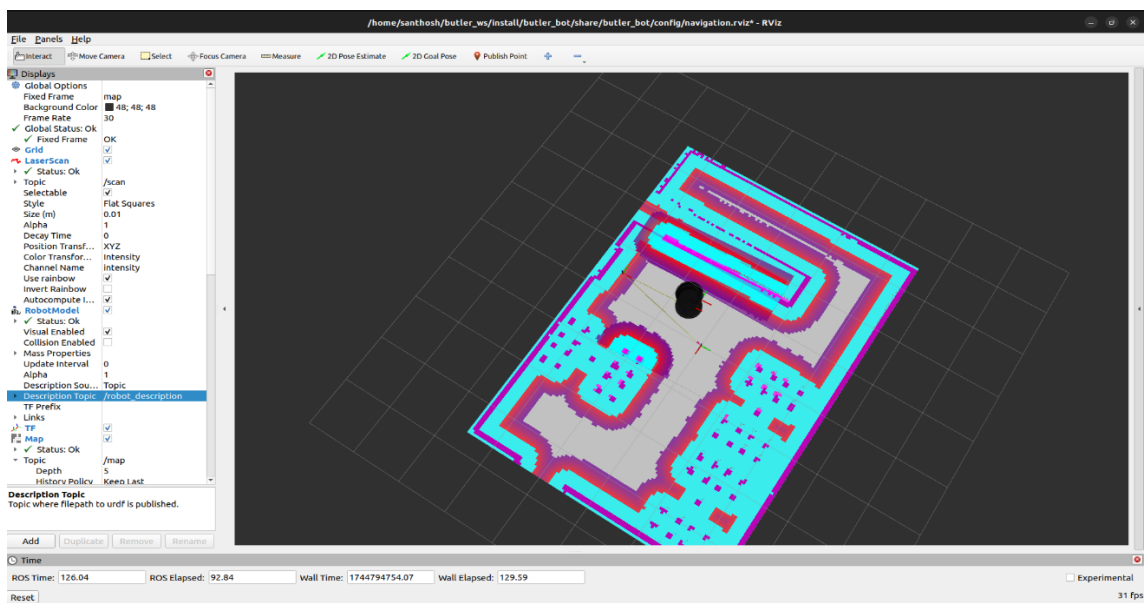 /home/santhosh/butler_ws/install/butler_bot/share/butler_bot/config/navigation.rviz* - RViz
File Panels Help
Interact Move Camera Select Focus Camera Measure 2D Pose Estimate 2D Goal Pose Publish Point
Displays
Global Options
Fixed Frame map
Background Color 48; 48; 48
Frame Rate 30
Global Status: Ok
Fixed Frame OK
Grid
LaserScan
Status: Ok
Topic /scan
Selectable
Style Flat Squares
Size (m) 0.01
Alpha 1
Decay Time 0
Position Transf... XYZ
Color Transfor... Intensity
Channel Name intensity
Use rainbow
Invert Rainbow
Autocompute I...
RobotModel
Status: Ok
Visual Enabled
Collision Enabled
Mass Properties
Update Interval 0
Alpha 1
Description Sou... Topic
Description Topic /robot_description
TF Prefix
Links
TF
Map
Status: Ok
Topic /map
Depth 5
History Policy Keep Last
Description Topic
Topic where filepath to urdf is published.
Add Duplicate Remove Rename
Time
ROS Time: 126.04 ROS Elapsed: 92.84 Wall Time: 1744794754.07 Wall Elapsed: 129.59 Experimental
Reset 31 fps